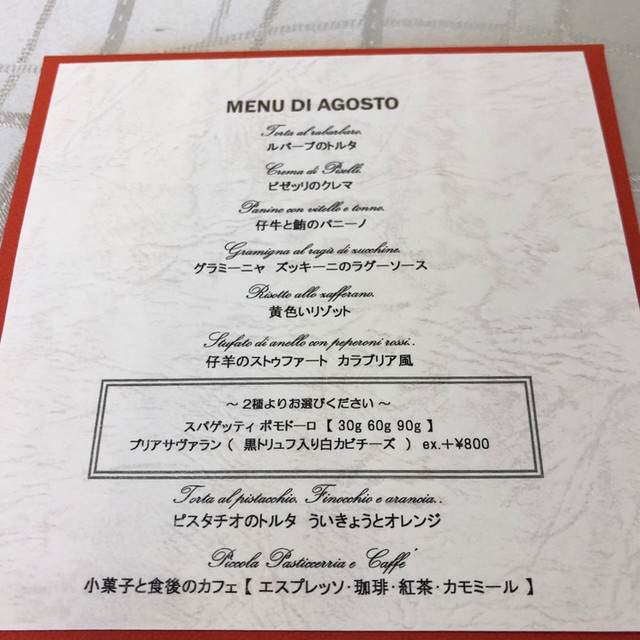 MENU DI AGOSTO
Torta al rabarbaro.
ルバーブのトルタ
Crema di Piselli.
ピゼッリのクレマ
Panino con vitello e tonno.
仔牛と鮪のパニーノ
Gramigna al ragù di zucchine.
グラミーニャ ズッキーニのラグーソース
Risotto allo zafferano.
黄色いリゾット
Stufato di anello con peperoni rossi..
仔羊のストゥファート カラブリア風
～ 2種よりお選びください ～
スパゲッティ ポモドーロ 【 30g 60g 90g 】
ブリアサヴァラン ( 黒トリュフ入り白カビチーズ ) ex.＋¥800
Torta al pistacchio. Finocchio e arancia..
ピスタチオのトルタ ういきょうとオレンジ
Piccola Pasticcerria e Caffe'
小菓子と食後のカフェ【 エスプレッソ・珈琲・紅茶・カモミール 】